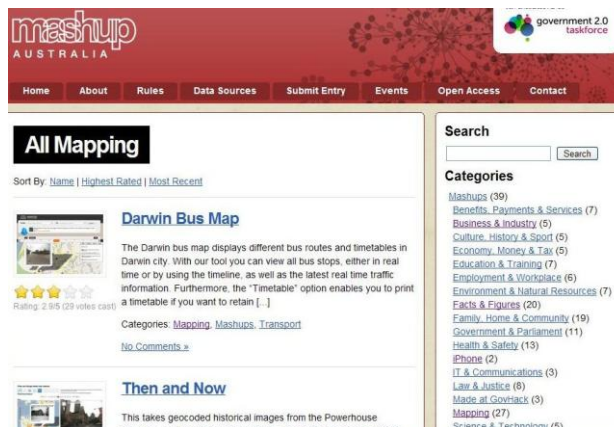 mashup
AUSTRALIA
government 2.0
taskforce
Home About Rules Data Sources Submit Entry Events Open Access Contact
All Mapping
Sort By: Name | Highest Rated | Most Recent
Darwin Bus Map
The Darwin bus map displays different bus routes and timetables in
Darwin city. With our tool you can view all bus stops, either in real
time or by using the timeline, as well as the latest real time traffic
information. Furthermore, the "Timetable" option enables you to print
a timetable if you want to retain [...]
Rating: 2.9/5 (29 votes cast)
Categories: Mapping, Mashups, Transport
No Comments »
Then and Now
This takes geocoded historical images from the Powerhouse
Search
Search
Categories
Mashups (39)
Benefits, Payments & Services (7)
Business & Industry (5)
Culture, History & Sport (5)
Economy, Money & Tax (5)
Education & Training (7)
Employment & Workplace (6)
Environment & Natural Resources (7)
Facts & Figures (20)
Family, Home & Community (19)
Government & Parliament (11)
Health & Safety (13)
iPhone (2)
IT & Communications (3)
Law & Justice (8)
Made at GovHack (3)
Mapping (27)
Science & Technology (5)